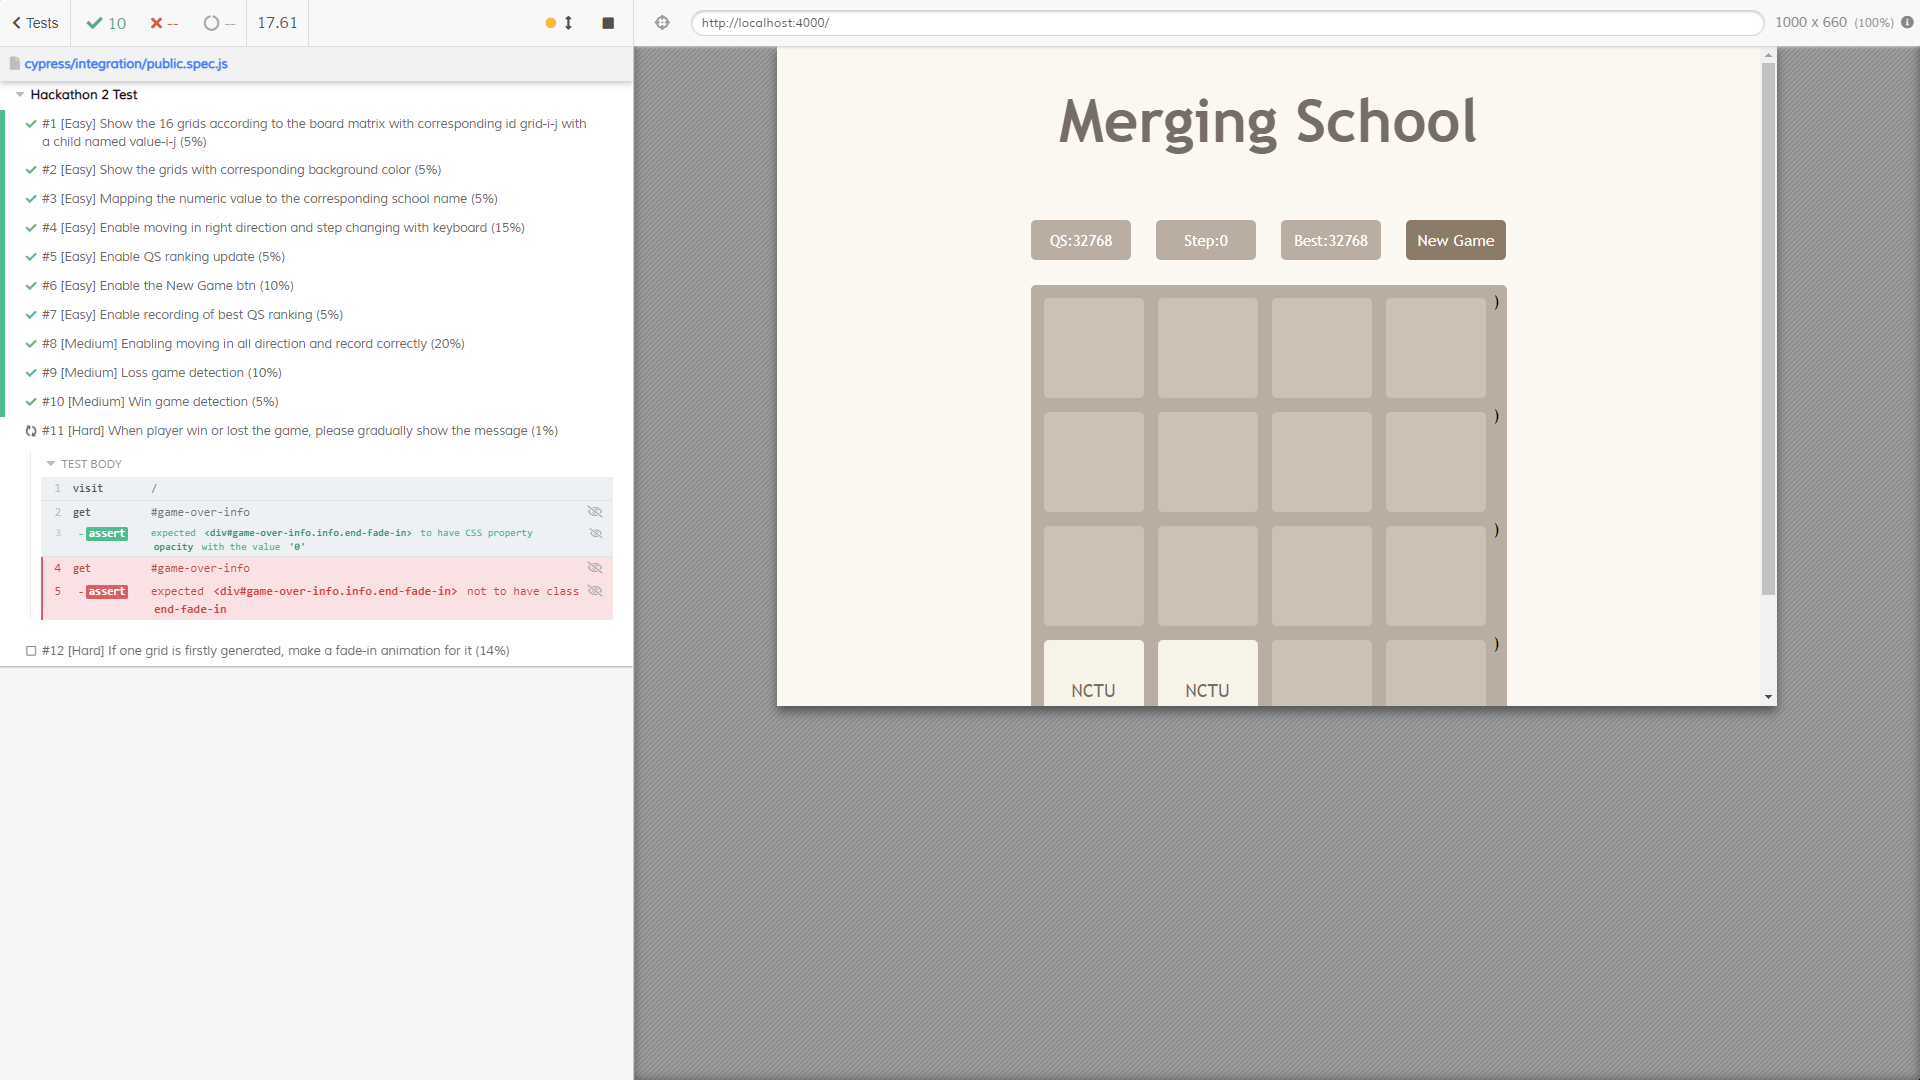 Tests
10
--
--
17.61
http://localhost:4000/
1000 x 660 (100%)
cypress/integration/public.spec.js
Hackathon 2 Test
#1 [Easy] Show the 16 grids according to the board matrix with corresponding id grid-i-j with
a child named value-i-j (5%)
#2 [Easy] Show the grids with corresponding background color (5%)
#3 [Easy] Mapping the numeric value to the corresponding school name (5%)
#4 [Easy] Enable moving in right direction and step changing with keyboard (15%)
#5 [Easy] Enable QS ranking update (5%)
#6 [Easy] Enable the New Game btn (10%)
#7 [Easy] Enable recording of best QS ranking (5%)
#8 [Medium] Enabling moving in all direction and record correctly (20%)
#9 [Medium] Loss game detection (10%)
#10 [Medium] Win game detection (5%)
#11 [Hard] When player win or lost the game, please gradually show the message (1%)
TEST BODY
1 visit /
2 get #game-over-info
3 -assert expected <div#game-over-info.info.end-fade-in> to have CSS property
opacity with the value '0'
4 get #game-over-info
5 -assert expected <div#game-over-info.info.end-fade-in> not to have class
end-fade-in
#12 [Hard] If one grid is firstly generated, make a fade-in animation for it (14%)
Merging School
QS:32768 Step:0 Best:32768 New Game
)
)
)
)
NCTU NCTU